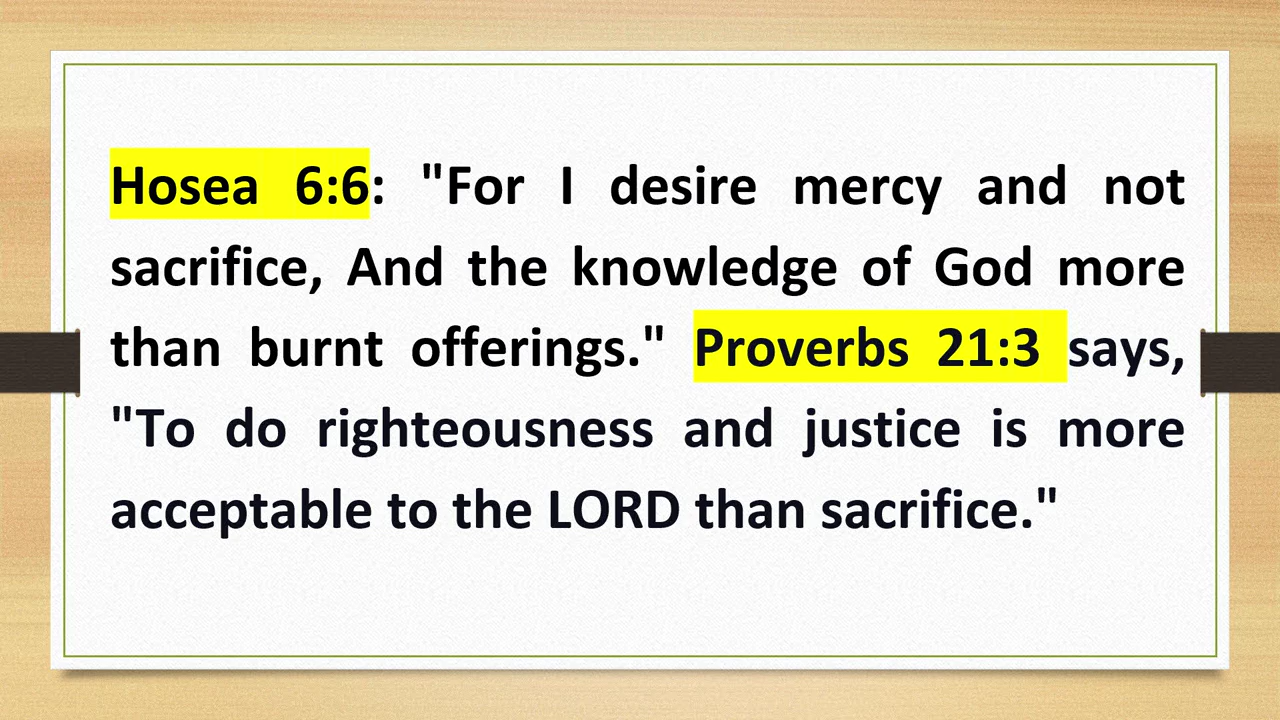 Hosea 6:6: "For I desire mercy and not
sacrifice, And the knowledge of God more
than burnt offerings." Proverbs 21:3 says,
"To do righteousness and justice is more
acceptable to the LORD than sacrifice."